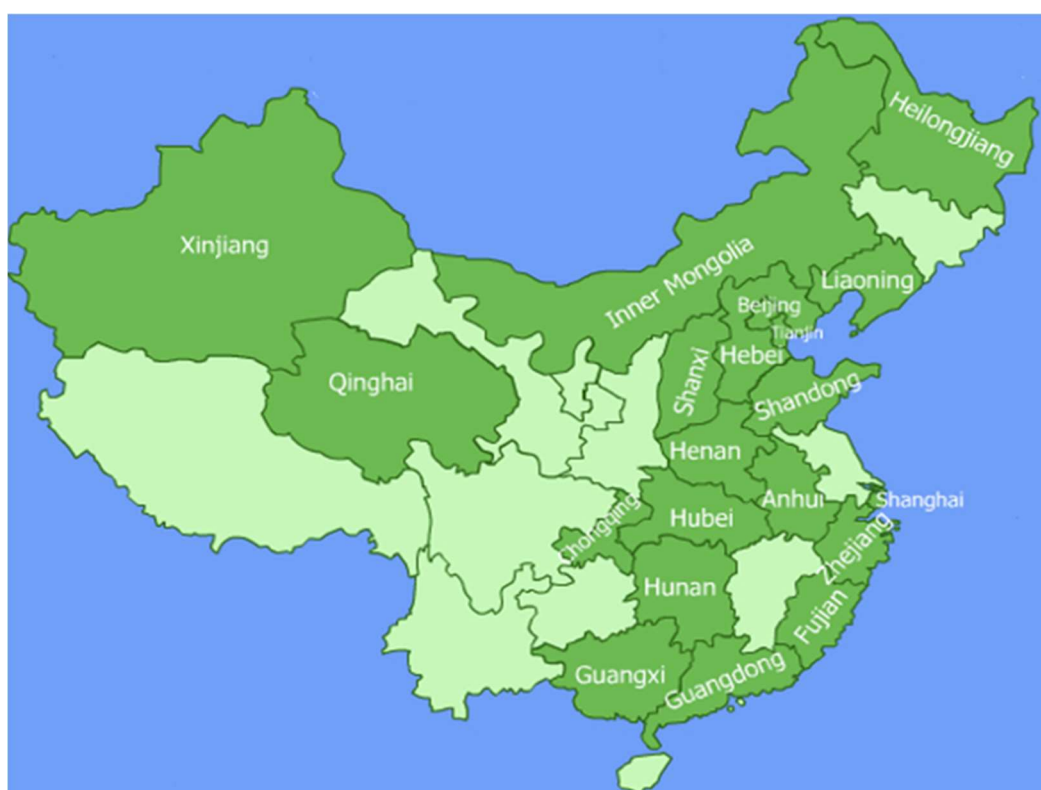 Heilongjiang
Xinjiang
Inner Mongolia
Liaoning
Beijing
Tianjin
Hebei
Shanxi
Qinghai
Shandong
Henan
Anhui
Shanghai
Chongqing
Hubei
Zhejiang
Hunan
Fujian
Guangxi
Guangdong